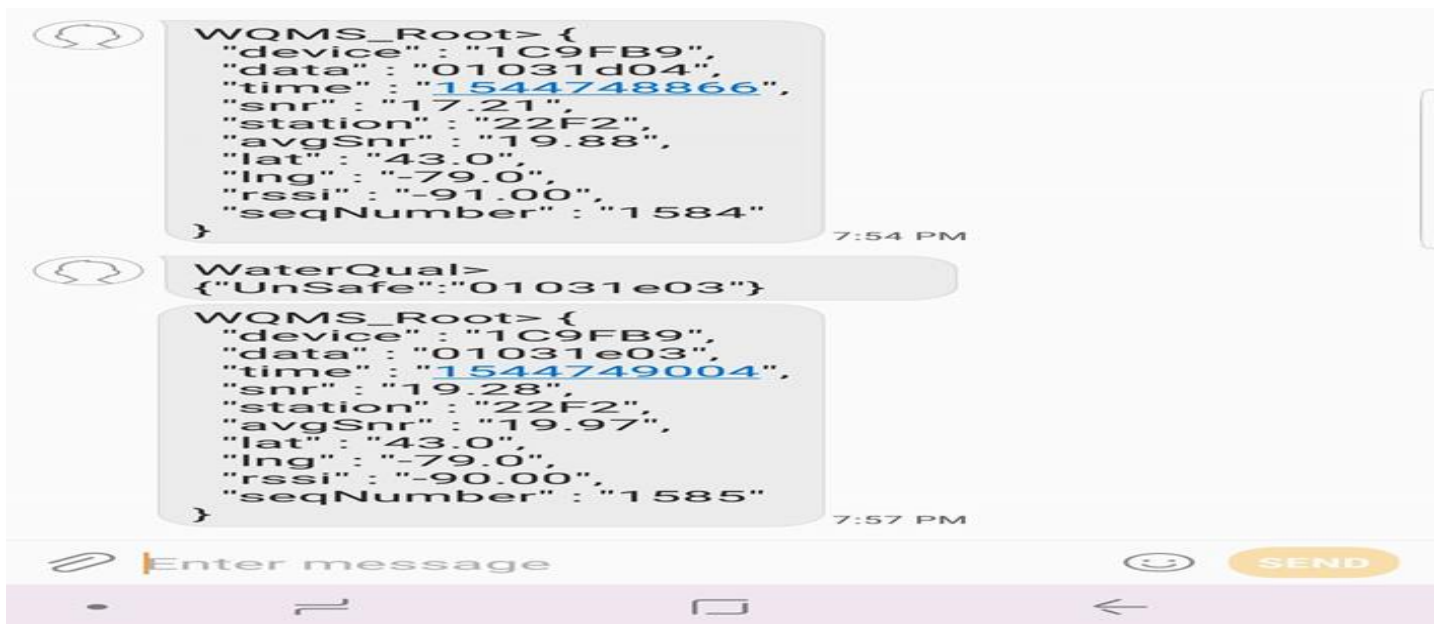 WQMS_Root> {
"device" : "1C9FB9",
"data" : "01031d04",
"time" : "1544748866",
"snr" : "17.21",
"station" : "22F2",
"avgSnr" : "19.88",
"lat" : "43.0",
"lng" : "-79.0",
"rssi" : "-91.00",
"seqNumber" : "1584"
}
7:54 PM
WaterQual>
{"UnSafe":"01031e03"}
WQMS_Root> {
"device" : "1C9FB9",
"data" : "01031e03",
"time" : "1544749004",
"snr" : "19.28",
"station" : "22F2",
"avgSnr" : "19.97",
"lat" : "43.0",
"lng" : "-79.0",
"rssi" : "-90.00",
"seqNumber" : "1585"
}
7:57 PM
Enter message
SEND